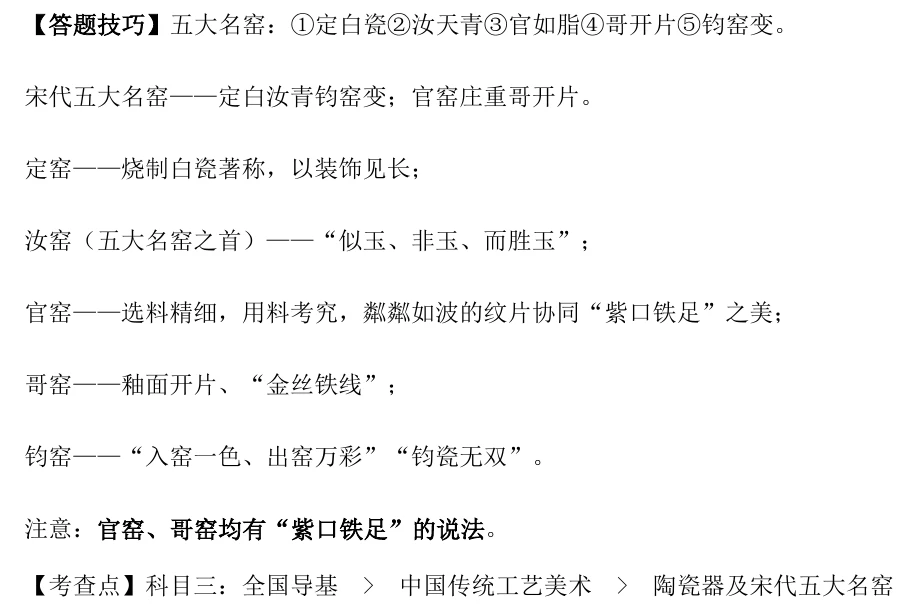 【答题技巧】五大名窑：①定白瓷②汝天青③官如脂④哥开片⑤钧窑变。
宋代五大名窑——定白汝青钧窑变；官窑庄重哥开片。
定窑——烧制白瓷著称，以装饰见长；
汝窑（五大名窑之首）——“似玉、非玉、而胜玉”；
官窑——选料精细，用料考究，粼粼如波的纹片协同“紫口铁足”之美；
哥窑——釉面开片、“金丝铁线”；
钧窑——“入窑一色、出窑万彩”“钧瓷无双”。
注意：官窑、哥窑均有“紫口铁足”的说法。
【考查点】科目三：全国导基 > 中国传统工艺美术 > 陶瓷器及宋代五大名窑